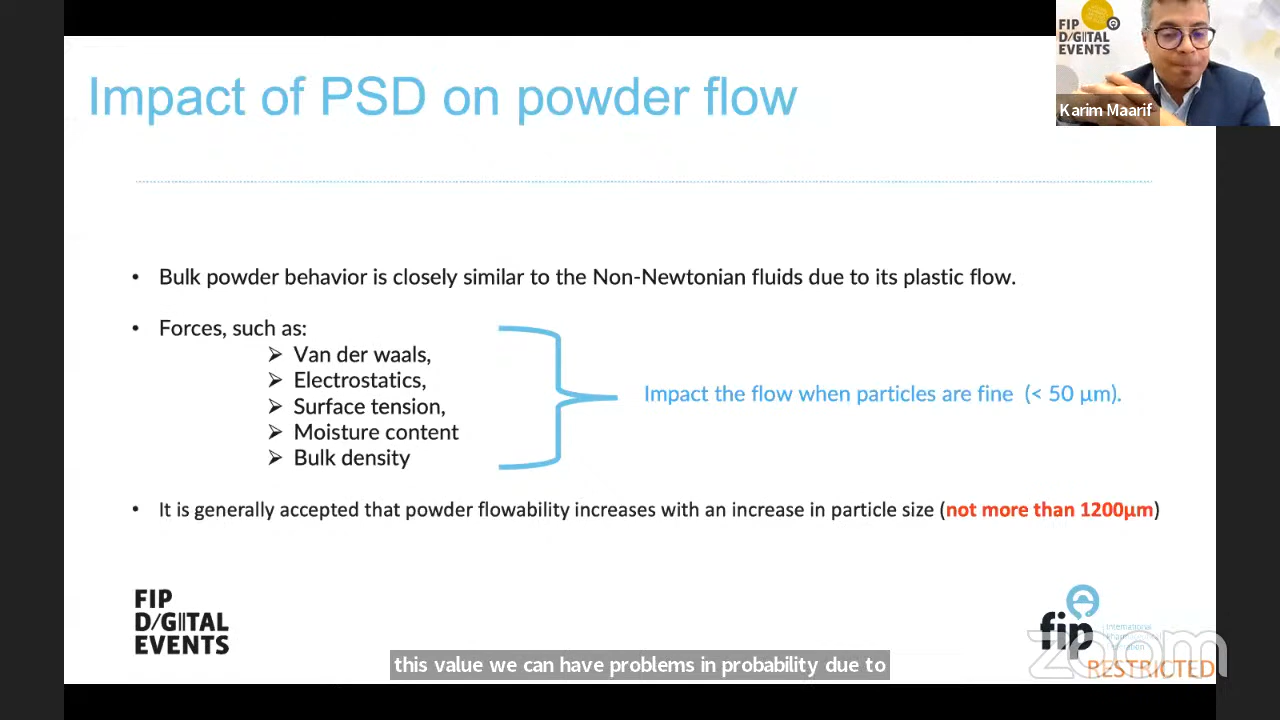 FIP
D/GITAL
EVENTS
Karim Maarif
Impact of PSD on powder flow
• Bulk powder behavior is closely similar to the Non-Newtonian fluids due to its plastic flow.
• Forces, such as:
➢ Van der waals,
➢ Electrostatics,
➢ Surface tension,
➢ Moisture content
➢ Bulk density
Impact the flow when particles are fine (< 50 µm).
• It is generally accepted that powder flowability increases with an increase in particle size (not more than 1200µm)
FIP
D/GITAL
EVENTS
fip
International
zoom
RESTRICTED
this value we can have problems in probability due to